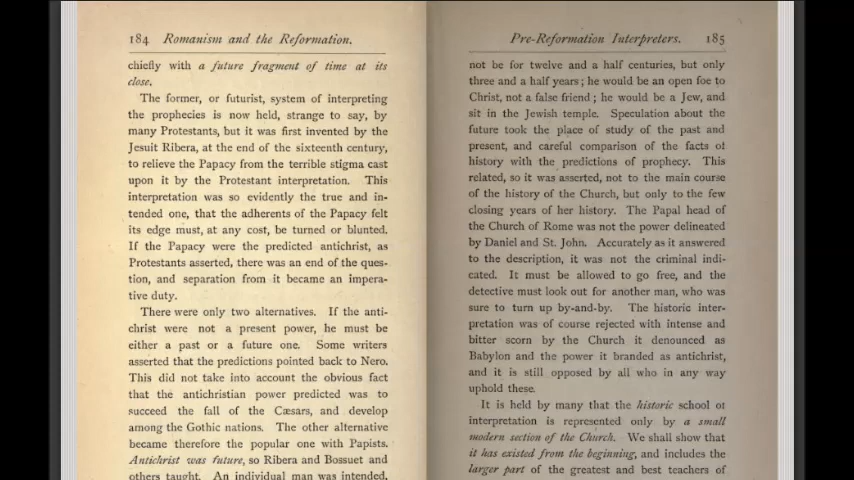 184 Romanism and the Reformation.
chiefly with a future fragment of time at its
close.
The former, or futurist, system of interpreting
the prophecies is now held, strange to say, by
many Protestants, but it was first invented by the
Jesuit Ribera, at the end of the sixteenth century,
to relieve the Papacy from the terrible stigma cast
upon it by the Protestant interpretation. This
interpretation was so evidently the true and in-
tended one, that the adherents of the Papacy felt
its edge must, at any cost, be turned or blunted.
If the Papacy were the predicted antichrist, as
Protestants asserted, there was an end of the ques-
tion, and separation from it became an impera-
tive duty.
There were only two alternatives. If the anti-
christ were not a present power, he must be
either a past or a future one. Some writers
asserted that the predictions pointed back to Nero.
This did not take into account the obvious fact
that the antichristian power predicted was to
succeed the fall of the Cæsars, and develop
among the Gothic nations. The other alternative
became therefore the popular one with Papists.
Antichrist was future, so Ribera and Bossuet and
others taught. An individual man was intended,
Pre-Reformation Interpreters. 185
not be for twelve and a half centuries, but only
three and a half years; he would be an open foe to
Christ, not a false friend; he would be a Jew, and
sit in the Jewish temple. Speculation about the
future took the place of study of the past and
present, and careful comparison of the facts of
history with the predictions of prophecy. This
related, so it was asserted, not to the main course
of the history of the Church, but only to the few
closing years of her history. The Papal head of
the Church of Rome was not the power delineated
by Daniel and St. John. Accurately as it answered
to the description, it was not the criminal indi-
cated. It must be allowed to go free, and the
detective must look out for another man, who was
sure to turn up by-and-by. The historic inter-
pretation was of course rejected with intense and
bitter scorn by the Church it denounced as
Babylon and the power it branded as antichrist,
and it is still opposed by all who in any way
uphold these.
It is held by many that the historic school of
interpretation is represented only by a small
modern section of the Church. We shall show that
it has existed from the beginning, and includes the
larger part of the greatest and best teachers of